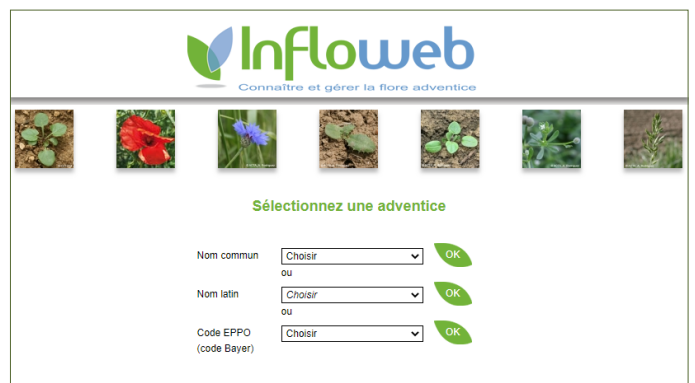 Infloweb
Connaître et gérer la flore adventice
Sélectionnez une adventice
Nom commun
Choisir
OK
ou
Nom latin
Choisir
OK
ou
Code EPPO
(code Bayer)
Choisir
OK